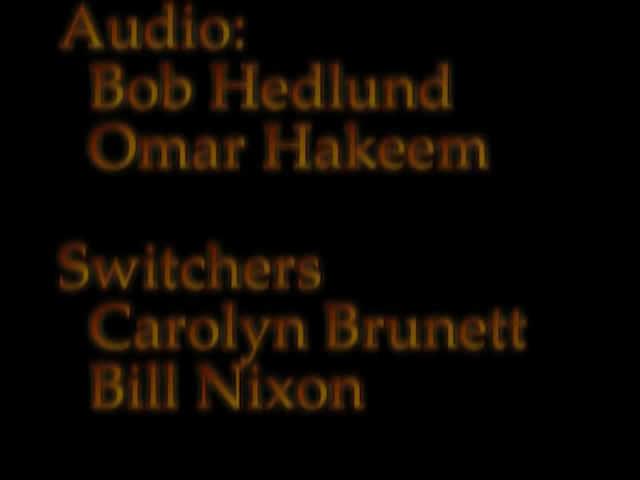 Audio:
Bob Hedlund
Omar Hakeem
Switchers
Carolyn Brunett
Bill Nixon